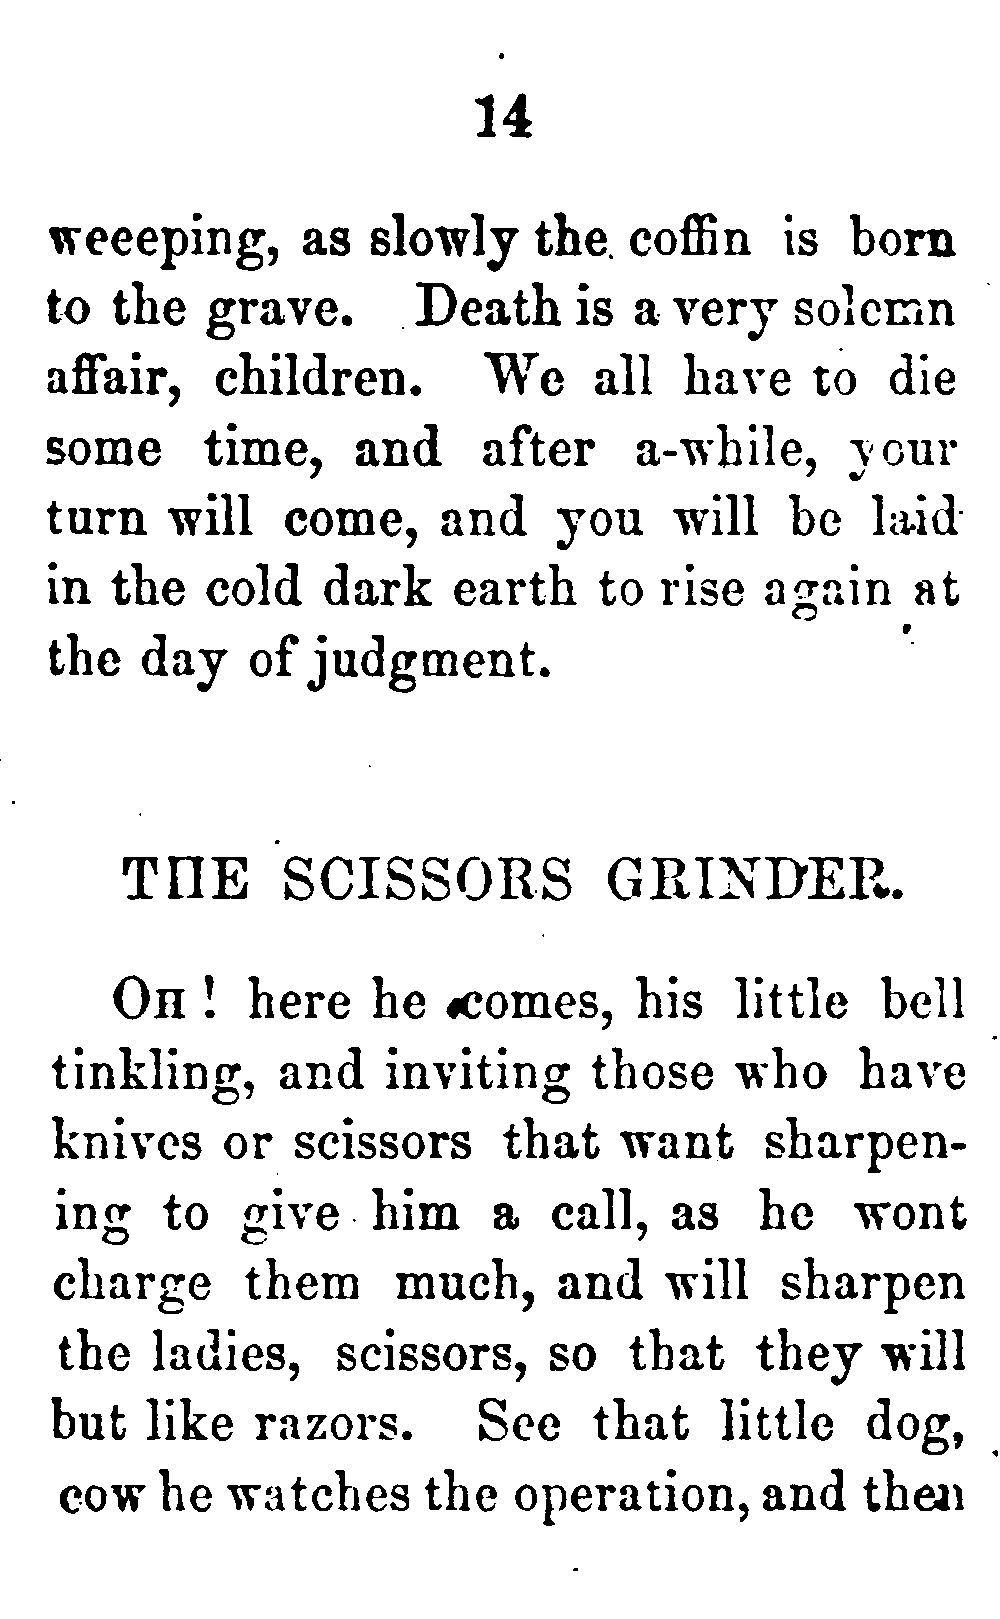 14
weeeping, as slowly the coffin is born
to the grave. Death is a very solemn
affair, children. We all have to die
some time, and after a-while, your
turn will come, and you will be laid
in the cold dark earth to rise again at
the day of judgment.
THE SCISSORS GRINDER.
OH ! here he comes, his little bell
tinkling, and inviting those who have
knives or scissors that want sharpen-
ing to give him a call, as he wont
charge them much, and will sharpen
the ladies, scissors, so that they will
but like razors. See that little dog,
cow he watches the operation, and then